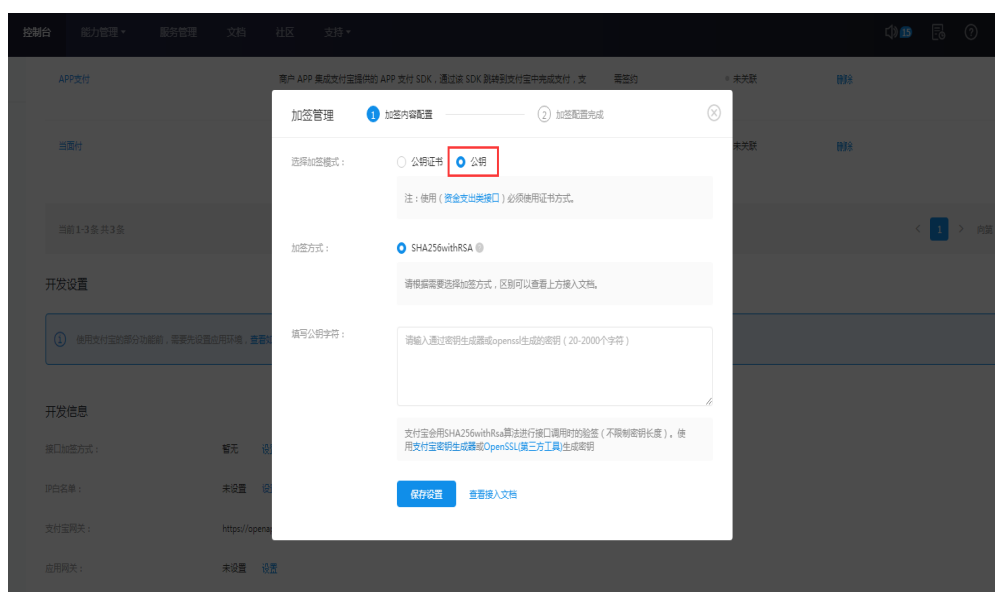 控制台 能力管理 服务管理 文档 社区 支持 15
APP支付 商户 APP 集成支付宝提供的 APP 支付 SDK，通过该 SDK 跳转到支付宝中完成支付，支 需签约 未关联 删除
加签管理 1 加签内容配置 2 加签配置完成
当面付 未关联 删除
选择加签模式： 公钥证书 公钥
注：使用（资金支出类接口）必须使用证书方式。
当前 1-3 条 共 3 条 < 1 >
加签方式： SHA256withRSA
开发设置
请根据需要选择加签方式，区别可以查看上方接入文档。
使用支付宝的部分功能前，需要先设置应用环境，查看
填写公钥字符：
请输入通过密钥生成器或openssl生成的密钥（20-2000个字符）
开发信息
支付宝会用SHA256withRsa算法进行接口调用时的验签（不限制密钥长度）。使
用支付宝密钥生成器或OpenSSL(第三方工具)生成密钥
接口加签方式： 暂无
IP白名单： 未设置
保存设置 查看接入文档
支付宝网关： https://opena
应用网关： 未设置 设置